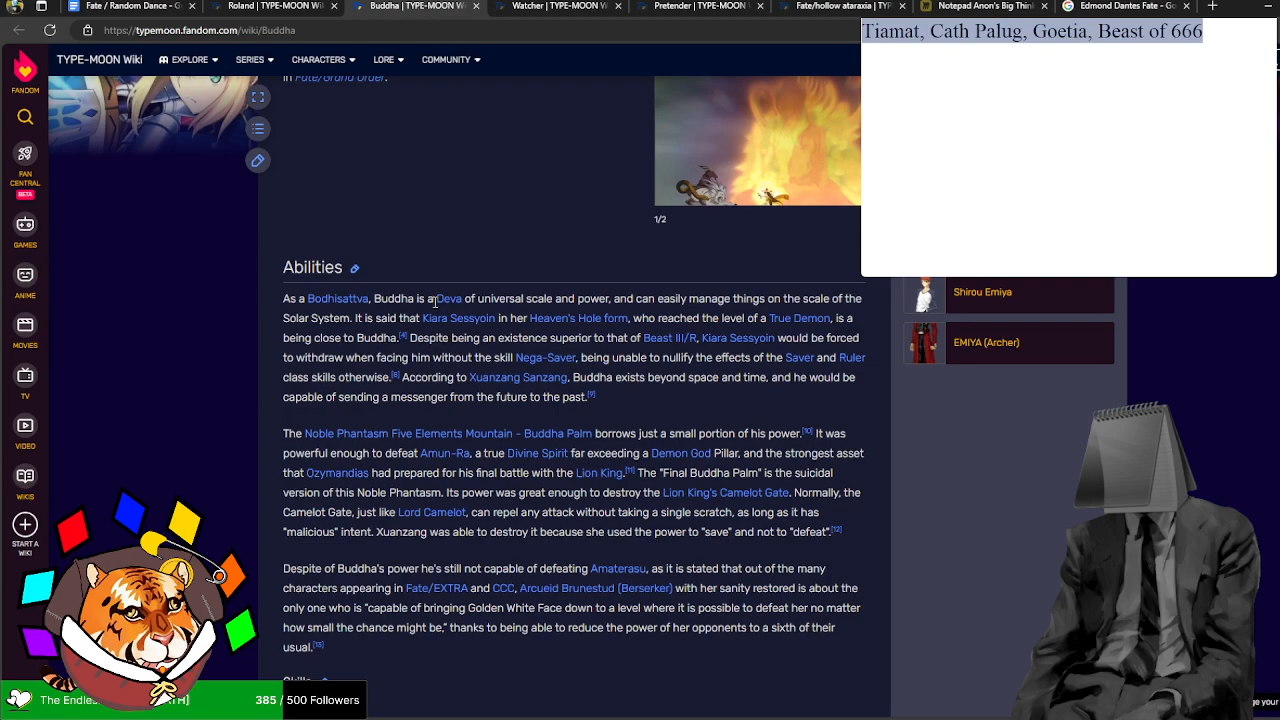 Fate / Random Dance - G
Roland | TYPE-MOON Wi
Buddha | TYPE-MOON W
Watcher | TYPE-MOON W
Pretender | TYPE-MOON
Fate/hollow ataraxia | TY
Notepad Anon's Big Think
Edmond Dantes Fate - Go
https://typemoon.fandom.com/wiki/Buddha
Tiamat, Cath Palug, Goetia, Beast of 666
FANDOM
FAN CENTRAL
BETA
GAMES
ANIME
MOVIES
TV
VIDEO
WIKIS
START A WIKI
TYPE-MOON Wiki
EXPLORE
SERIES
CHARACTERS
LORE
COMMUNITY
in Fate/Grand Order.
1/2
Abilities
As a Bodhisattva, Buddha is a Deva of universal scale and power, and can easily manage things on the scale of the
Solar System. It is said that Kiara Sessyoin in her Heaven's Hole form, who reached the level of a True Demon, is a
being close to Buddha.[4] Despite being an existence superior to that of Beast III/R, Kiara Sessyoin would be forced
to withdraw when facing him without the skill Nega-Saver, being unable to nullify the effects of the Saver and Ruler
class skills otherwise.[8] According to Xuanzang Sanzang, Buddha exists beyond space and time, and he would be
capable of sending a messenger from the future to the past.[9]
The Noble Phantasm Five Elements Mountain - Buddha Palm borrows just a small portion of his power.[10] It was
powerful enough to defeat Amun-Ra, a true Divine Spirit far exceeding a Demon God Pillar, and the strongest asset
that Ozymandias had prepared for his final battle with the Lion King.[11] The "Final Buddha Palm" is the suicidal
version of this Noble Phantasm. Its power was great enough to destroy the Lion King's Camelot Gate. Normally, the
Camelot Gate, just like Lord Camelot, can repel any attack without taking a single scratch, as long as it has
"malicious" intent. Xuanzang was able to destroy it because she used the power to "save" and not to "defeat".[12]
Despite of Buddha's power he's still not capable of defeating Amaterasu, as it is stated that out of the many
characters appearing in Fate/EXTRA and CCC, Arcueid Brunestud (Berserker) with her sanity restored is about the
only one who is "capable of bringing Golden White Face down to a level where it is possible to defeat her no matter
how small the chance might be," thanks to being able to reduce the power of her opponents to a sixth of their
usual.[13]
Shirou Emiya
EMIYA (Archer)
The Endles
385 / 500 Followers
ge your